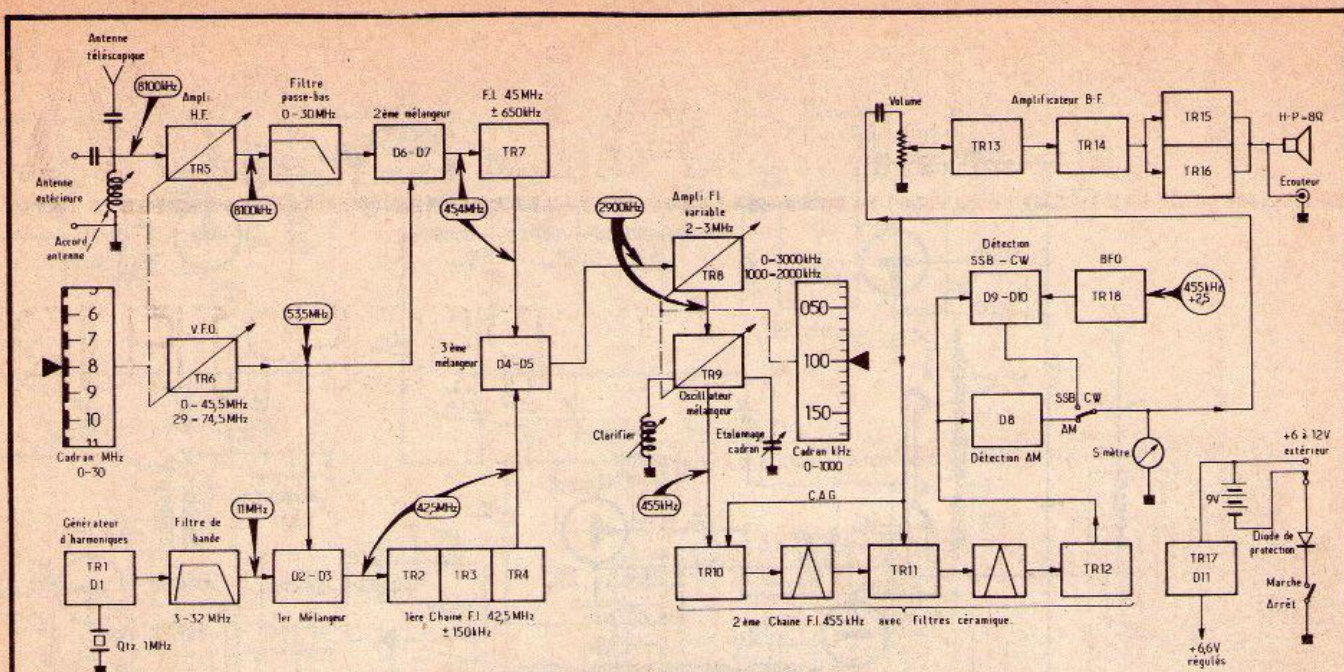 Antenne
téléscopique
8100kHz
Ampli.
H.F.
TR5
Filtre
passe-bas
0-30MHz
8100kHz
2ème mélangeur
D6-D7
45,4MHz
F.I. 45MHz
± 650kHz
TR7
Antenne
extérieure
Accord
antenne
5
6
7
8
9
10
11
Cadran MHz
0-30
V.F.O.
TR6
0-45,5MHz
29-74,5MHz
53,5MHz
3ème
mélangeur
D4-D5
2900kHz
Ampli FI.
variable
2-3MHz
TR8
0-3000kHz
1000-2000kHz
TR9
Oscillateur
mélangeur
Clarifier
Etalonnage
cadran
050
100
150
Cadran kHz
0-1000
455kHz
Générateur
d'harmoniques
TR1
D1
Qtz. 1MHz
Filtre de
bande
3-32MHz
11MHz
D2-D3
1er Mélangeur
42,5MHz
TR2
TR3
TR4
1ère Chaine F.I. 42,5MHz
±150kHz
Volume
Amplificateur B.F.
TR13
TR14
TR15
TR16
H-P=8Ω
Ecouteur
Détection
SSB-CW
D9-D10
BFO
TR18
455kHz
±2,5
D8
Détection AM
SSB
CW
AM
S-mètre
C.A.G
TR10
TR11
TR12
2ème Chaine F.I.455kHz avec Filtres céramique.
+6 à 12V
extérieur
9V
TR17
D11
+6,6V
régulés
Diode de
protection
Marche
Arrêt